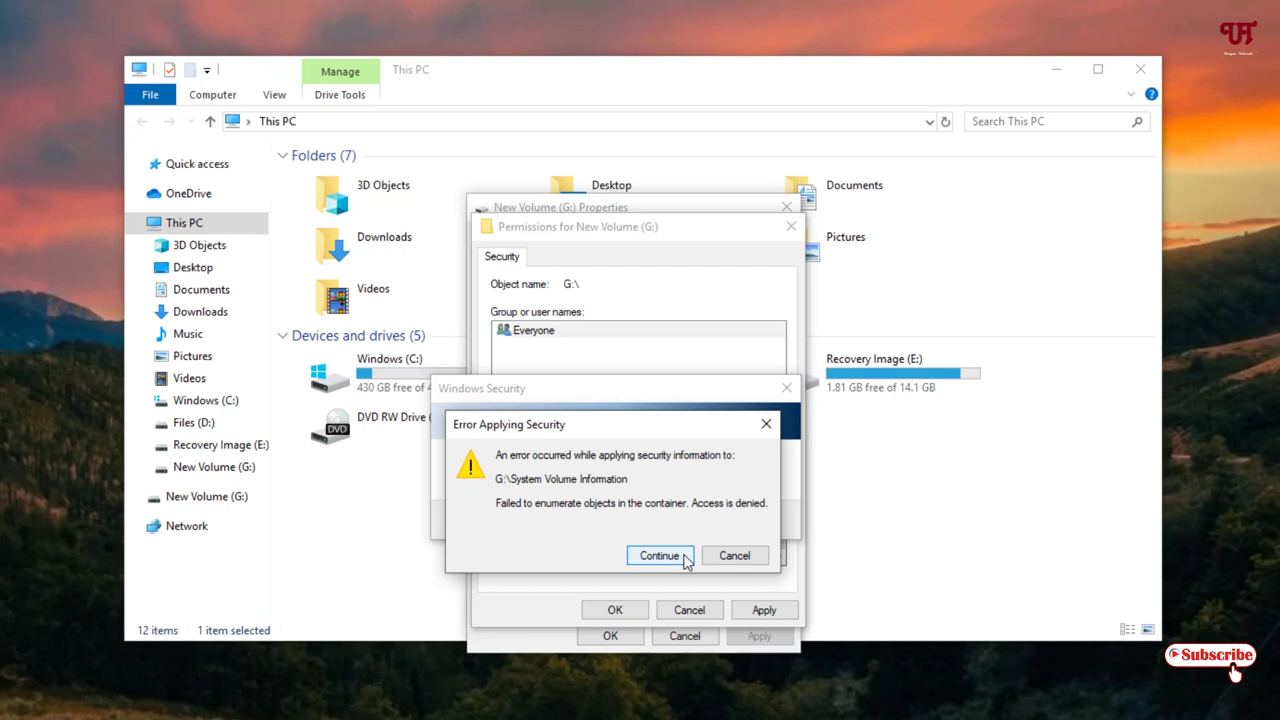 Manage
This PC
File
Computer
View
Drive Tools
This PC
Search This PC
Quick access
OneDrive
This PC
3D Objects
Desktop
Documents
Downloads
Music
Pictures
Videos
Windows (C:)
Files (D:)
Recovery Image (E:)
New Volume (G:)
New Volume (G:)
Network
Folders (7)
3D Objects
Desktop
Documents
Downloads
Pictures
Videos
Devices and drives (5)
Windows (C:)
430 GB free of
Recovery Image (E:)
1.81 GB free of 14.1 GB
DVD RW Drive
DVD
New Volume (G:) Properties
Permissions for New Volume (G:)
Security
Object name: G:\
Group or user names:
Everyone
Windows Security
Error Applying Security
An error occurred while applying security information to:
G:\System Volume Information
Failed to enumerate objects in the container. Access is denied.
Continue
Cancel
OK
Cancel
Apply
OK
Cancel
Apply
12 items
1 item selected
Subscribe